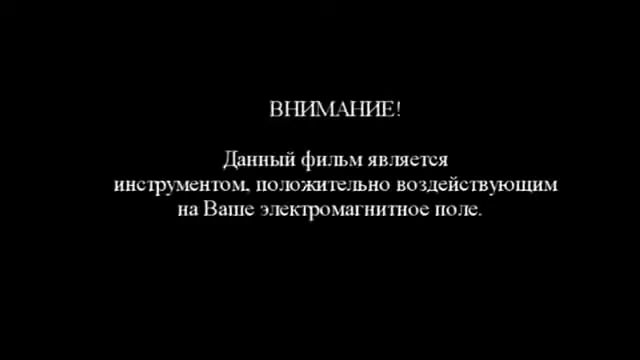 ВНИМАНИЕ!
Данный фильм является
инструментом, положительно воздействующим
на Ваше электромагнитное поле.